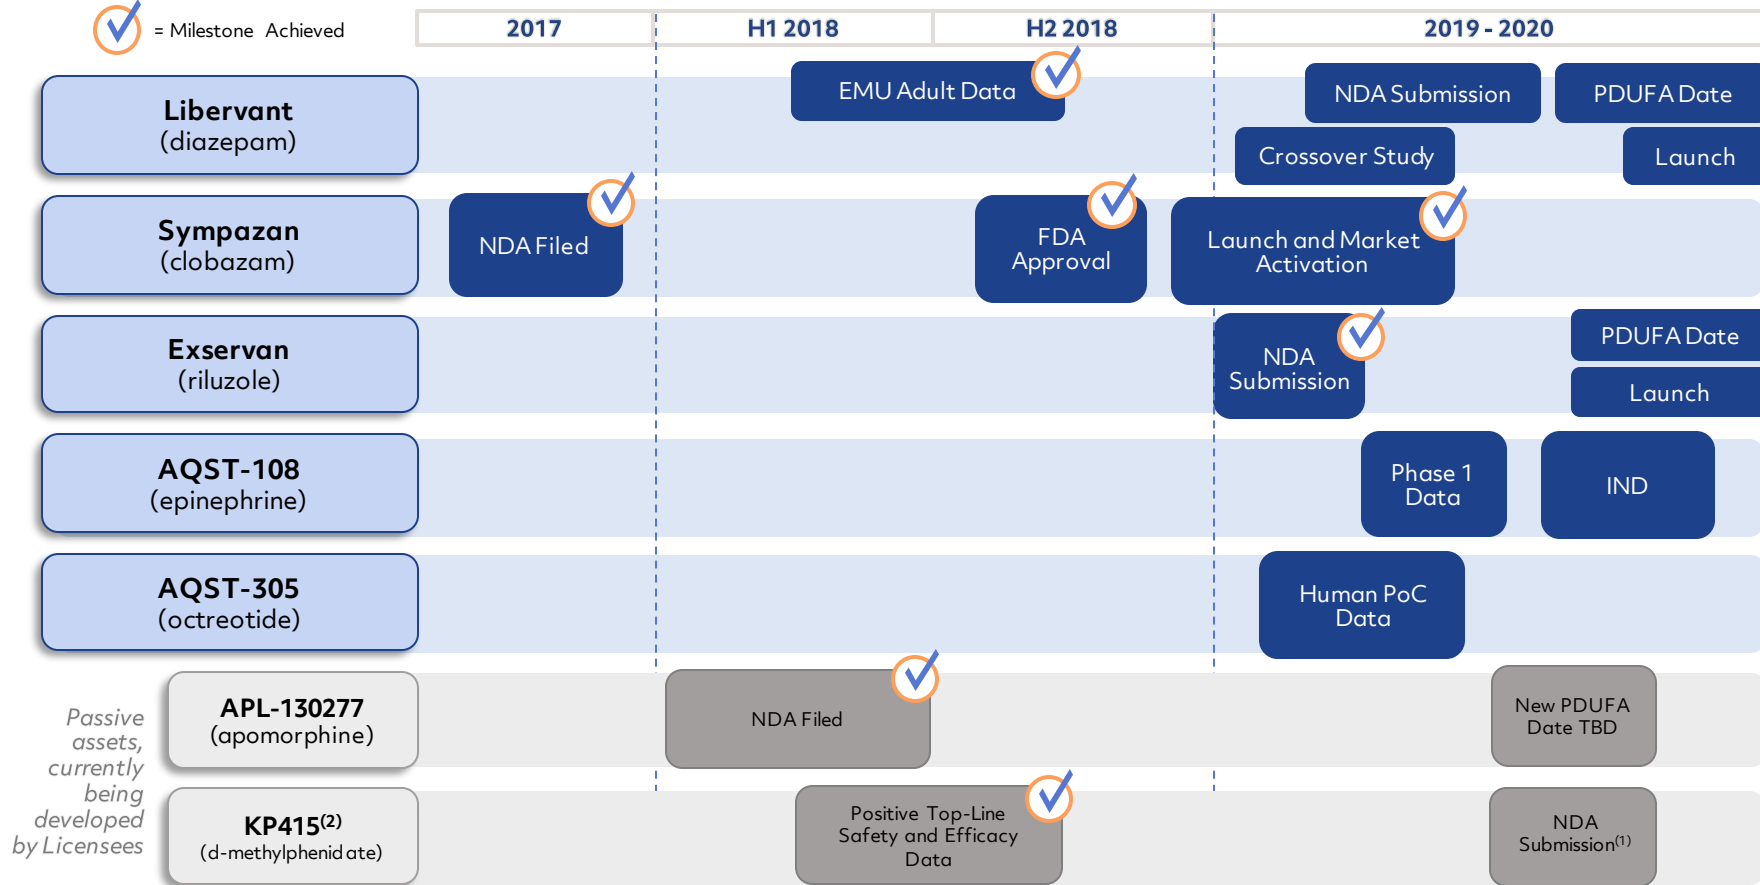 = Milestone Achieved
2017
H1 2018
H2 2018
2019 - 2020
Libervant
(diazepam)
EMU Adult Data
NDA Submission
PDUFA Date
Crossover Study
Launch
Sympazan
(clobazam)
NDA Filed
FDA
Approval
Launch and Market
Activation
Exservan
(riluzole)
NDA
Submission
PDUFA Date
Launch
AQST-108
(epinephrine)
Phase 1
Data
IND
AQST-305
(octreotide)
Human PoC
Data
Passive
assets,
currently
being
developed
by Licensees
APL-130277
(apomorphine)
NDA Filed
New PDUFA
Date TBD
KP415(2)
(d-methylphenidate)
Positive Top-Line
Safety and Efficacy
Data
NDA
Submission(1)